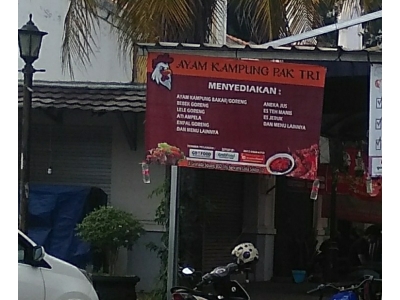 AYAM KAMPUNG PAK TRI
MENYEDIAKAN :
AYAM KAMPUNG BAKAR/GORENG
BEBEK GORENG
LELE GORENG
ATI AMPELA
EMPAL GORENG
DAN MENU LAINNYA
ANEKA JUS
ES TEH MANIS
ES JERUK
DAN MENU LAINNYA